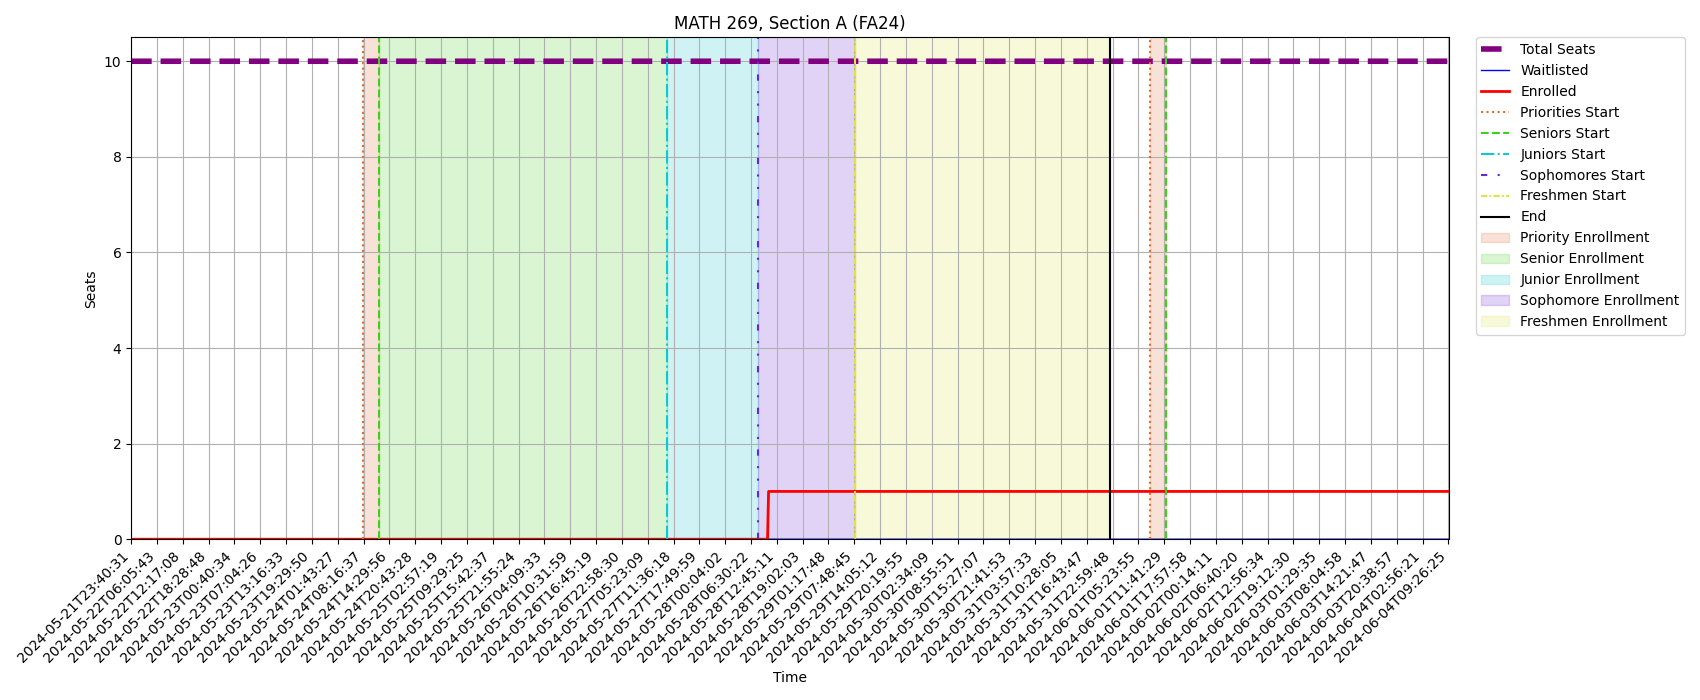 MATH 269, Section A (FA24)
Total Seats
Waitlisted
Enrolled
Priorities Start
Seniors Start
Juniors Start
Sophomores Start
Freshmen Start
End
Priority Enrollment
Senior Enrollment
Junior Enrollment
Sophomore Enrollment
Freshmen Enrollment
Seats
10
8
6
4
2
0
2024-05-21T23:40:31
2024-05-22T06:05:43
2024-05-22T12:17:08
2024-05-22T18:28:48
2024-05-23T00:40:34
2024-05-23T07:04:26
2024-05-23T13:16:33
2024-05-23T19:29:50
2024-05-24T01:43:27
2024-05-24T08:16:37
2024-05-24T14:29:56
2024-05-24T20:43:28
2024-05-25T02:57:19
2024-05-25T09:29:25
2024-05-25T15:42:37
2024-05-25T21:55:24
2024-05-26T04:09:33
2024-05-26T10:31:59
2024-05-26T16:45:19
2024-05-26T22:58:30
2024-05-27T05:23:09
2024-05-27T11:36:18
2024-05-27T17:49:59
2024-05-28T00:04:02
2024-05-28T06:30:22
2024-05-28T12:45:11
2024-05-28T19:02:03
2024-05-29T01:17:48
2024-05-29T07:48:45
2024-05-29T14:05:12
2024-05-29T20:19:55
2024-05-30T02:34:09
2024-05-30T08:55:51
2024-05-30T15:27:07
2024-05-30T21:41:53
2024-05-31T03:57:33
2024-05-31T10:28:05
2024-05-31T16:43:47
2024-05-31T22:59:48
2024-06-01T05:23:55
2024-06-01T11:41:29
2024-06-01T17:57:58
2024-06-02T00:14:11
2024-06-02T06:40:20
2024-06-02T12:56:34
2024-06-02T19:12:30
2024-06-03T01:29:35
2024-06-03T08:04:58
2024-06-03T14:21:47
2024-06-03T20:38:57
2024-06-04T02:56:21
2024-06-04T09:26:25
Time